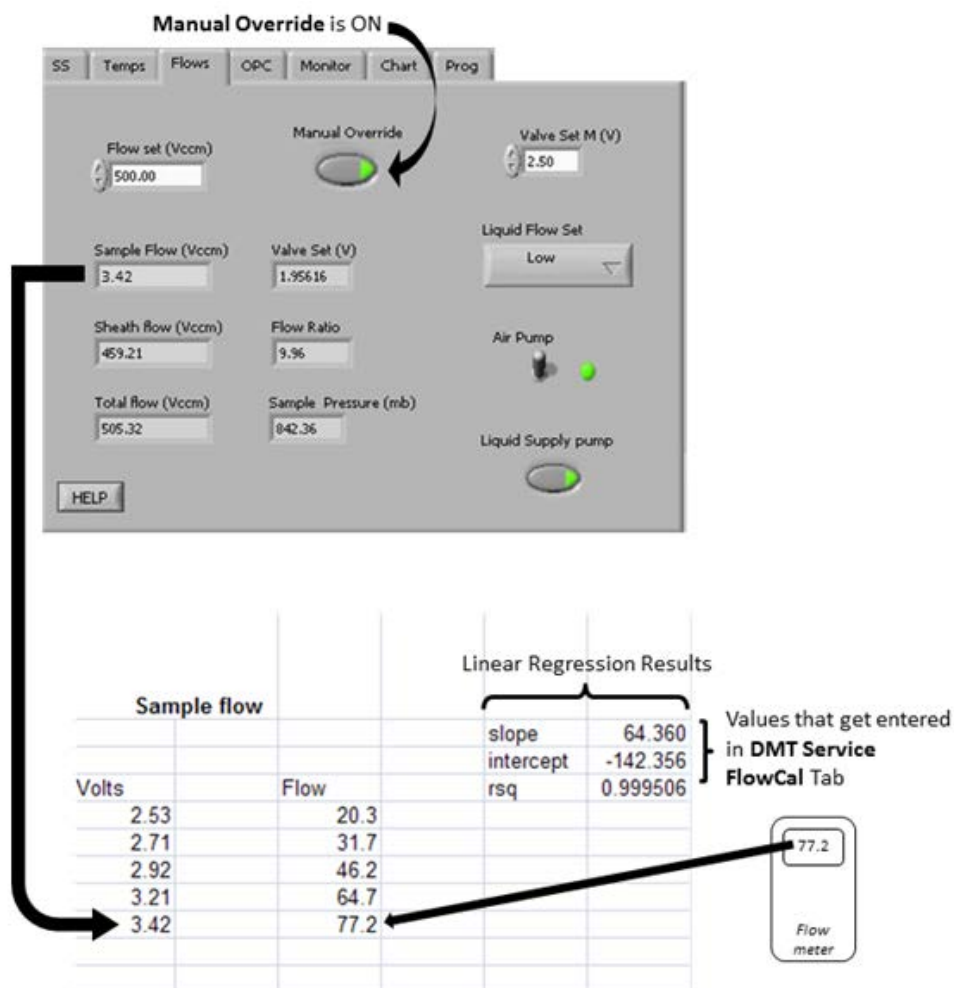 Manual Override is ON
SS Temps Flows OPC Monitor Chart Prog
Flow set (Vccm)
500.00
Manual Override
Valve Set M (V)
2.50
Sample Flow (Vccm)
3.42
Valve Set (V)
1.95616
Liquid Flow Set
Low
Sheath flow (Vccm)
459.21
Flow Ratio
9.96
Air Pump
Total flow (Vccm)
505.32
Sample Pressure (mb)
842.36
Liquid Supply pump
HELP
Linear Regression Results
Sample flow
slope 64.360
intercept -142.356
rsq 0.999506
Values that get entered
in DMT Service
FlowCal Tab
Volts Flow
2.53 20.3
2.71 31.7
2.92 46.2
3.21 64.7
3.42 77.2
77.2
Flow
meter